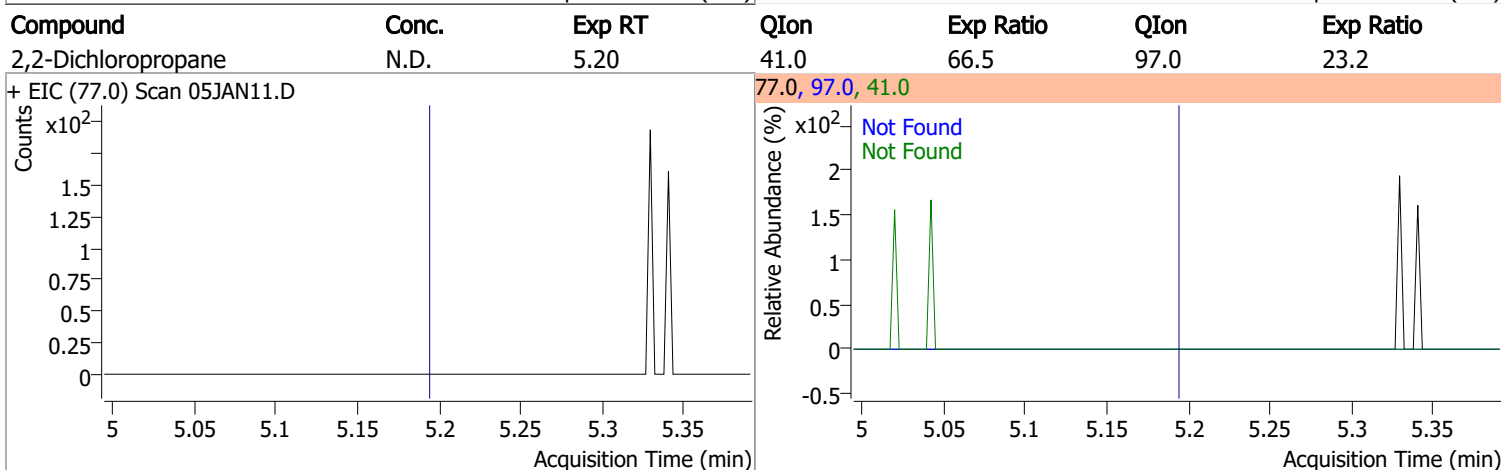 Compound Conc. Exp RT QIon Exp Ratio QIon Exp Ratio
2,2-Dichloropropane N.D. 5.20 41.0 66.5 97.0 23.2
+ EIC (77.0) Scan 05JAN11.D
Counts
x10²
1.5
1.25
1
0.75
0.5
0.25
0
5 5.05 5.1 5.15 5.2 5.25 5.3 5.35
Acquisition Time (min)
77.0, 97.0, 41.0
Relative Abundance (%)
x10²
Not Found
Not Found
2
1.5
1
0.5
0
-0.5
5 5.05 5.1 5.15 5.2 5.25 5.3 5.35
Acquisition Time (min)